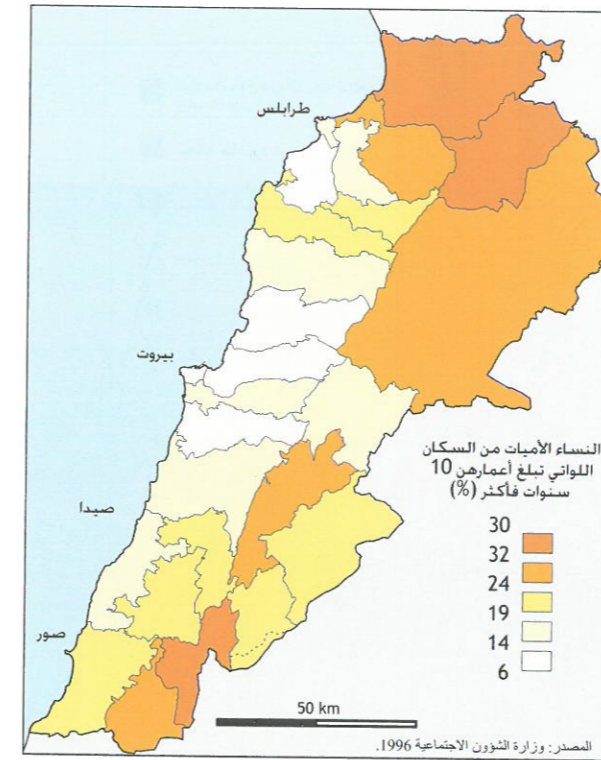 طرابلس
بيروت
صيدا
صور
النساء الأميات من السكان
اللواتي تبلغ أعمارهن 10
سنوات فأكثر (%)
30
32
24
19
14
6
50 km
المصدر: وزارة الشؤون الاجتماعية 1996.